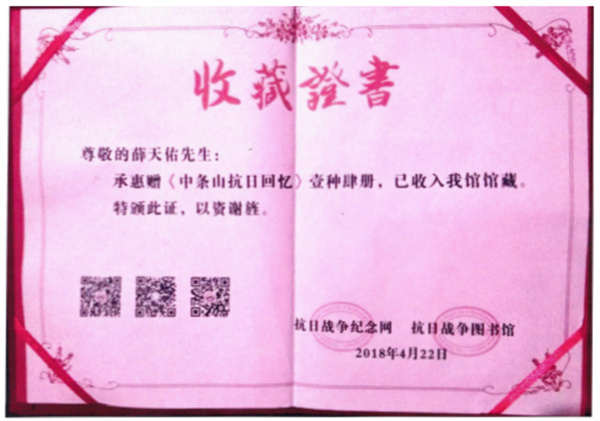 收藏證書
尊敬的薛天佑先生：
承惠赠《中条山抗日回忆》壹种肆册，已收入我馆馆藏。
特颁此证，以资谢旌。
抗日战争纪念网 抗日战争图书馆
2018年4月22日